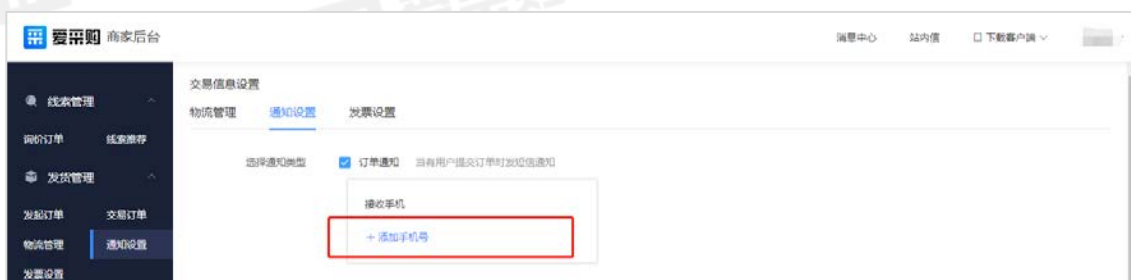 爱采购 商家后台
消息中心 站内信 下载客户端
交易信息设置
线索管理
物流管理 通知设置 发票设置
询价订单 线索推荐
选择通知类型 订单通知 当有用户提交订单时发短信通知
发货管理
接收手机
发起订单 交易订单
+ 添加手机号
物流管理 通知设置
发票设置